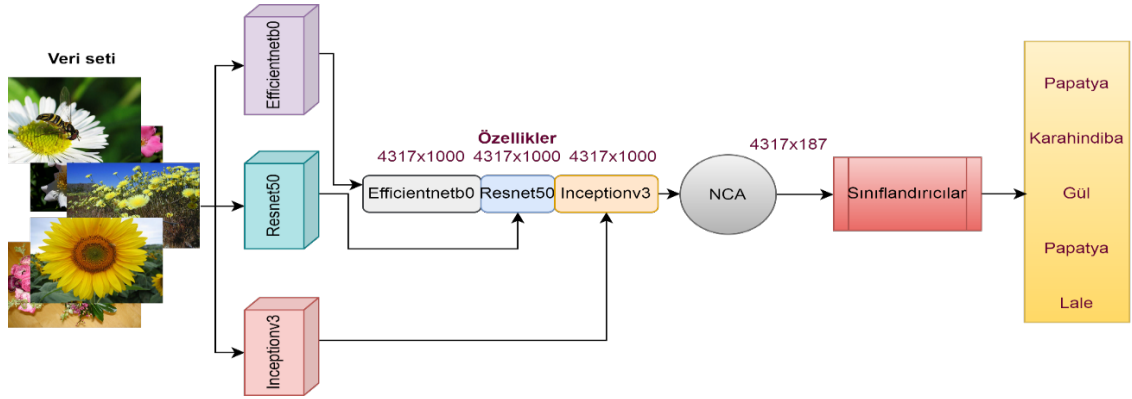 Veri seti
Efficientnetb0
Resnet50
Inceptionv3
Özellikler
4317x1000 4317x1000 4317x1000
Efficientnetb0 Resnet50 Inceptionv3
NCA
4317x187
Sınıflandırıcılar
Papatya
Karahindiba
Gül
Papatya
Lale